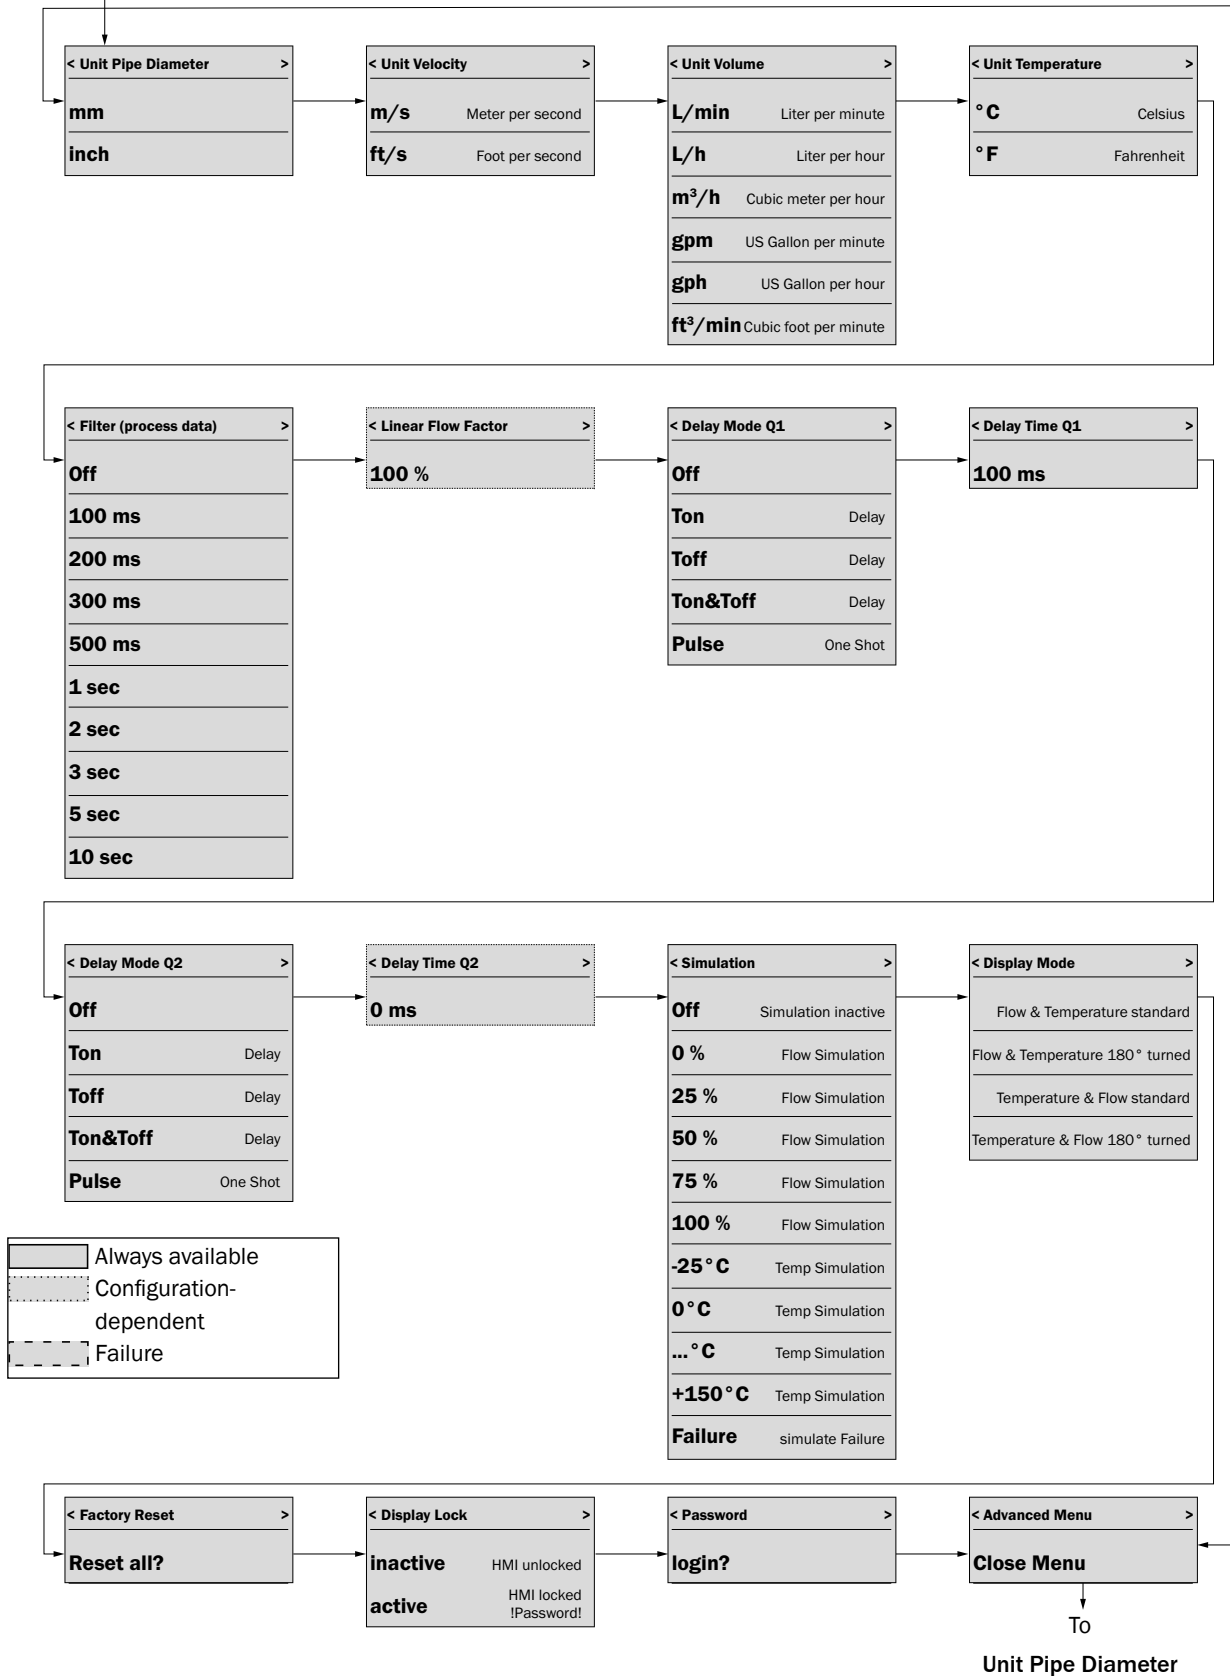 < Unit Pipe Diameter >
mm
inch
< Unit Velocity >
m/s Meter per second
ft/s Foot per second
< Unit Volume >
L/min Liter per minute
L/h Liter per hour
m³/h Cubic meter per hour
gpm US Gallon per minute
gph US Gallon per hour
ft³/min Cubic foot per minute
< Unit Temperature >
°C Celsius
°F Fahrenheit
< Filter (process data) >
Off
100 ms
200 ms
300 ms
500 ms
1 sec
2 sec
3 sec
5 sec
10 sec
< Linear Flow Factor >
100 %
< Delay Mode Q1 >
Off
Ton Delay
Toff Delay
Ton&Toff Delay
Pulse One Shot
< Delay Time Q1 >
100 ms
< Delay Mode Q2 >
Off
Ton Delay
Toff Delay
Ton&Toff Delay
Pulse One Shot
< Delay Time Q2 >
0 ms
< Simulation >
Off Simulation inactive
0 % Flow Simulation
25 % Flow Simulation
50 % Flow Simulation
75 % Flow Simulation
100 % Flow Simulation
-25°C Temp Simulation
0°C Temp Simulation
...°C Temp Simulation
+150°C Temp Simulation
Failure simulate Failure
< Display Mode >
Flow & Temperature standard
Flow & Temperature 180° turned
Temperature & Flow standard
Temperature & Flow 180° turned
Always available
Configuration-
dependent
Failure
< Factory Reset >
Reset all?
< Display Lock >
inactive HMI unlocked
active HMI locked
!Password!
< Password >
login?
< Advanced Menu >
Close Menu
To
Unit Pipe Diameter